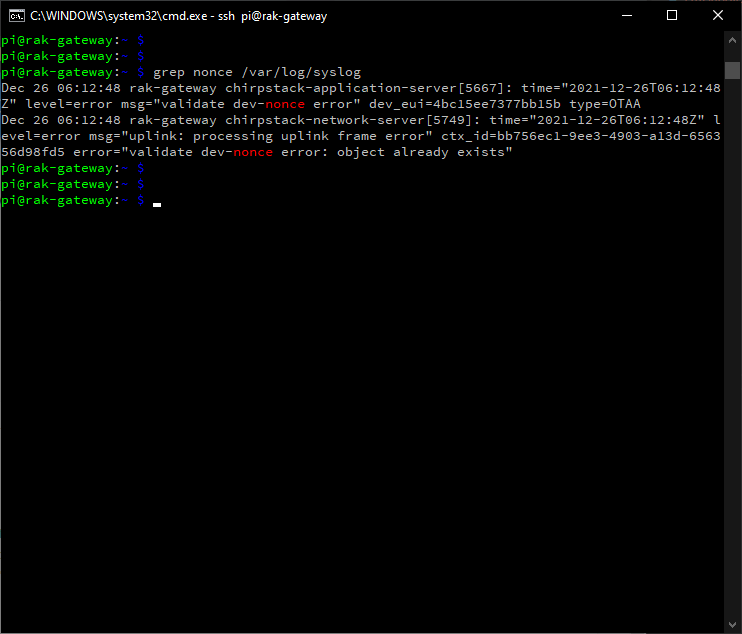 C:\WINDOWS\system32\cmd.exe - ssh  pi@rak-gateway
pi@rak-gateway:~ $
pi@rak-gateway:~ $
pi@rak-gateway:~ $ grep nonce /var/log/syslog
Dec 26 06:12:48 rak-gateway chirpstack-application-server[5667]: time="2021-12-26T06:12:48
Z" level=error msg="validate dev-nonce error" dev_eui=4bc15ee7377bb15b type=OTAA
Dec 26 06:12:48 rak-gateway chirpstack-network-server[5749]: time="2021-12-26T06:12:48Z" l
evel=error msg="uplink: processing uplink frame error" ctx_id=bb756ec1-9ee3-4903-a13d-6563
56d98fd5 error="validate dev-nonce error: object already exists"
pi@rak-gateway:~ $
pi@rak-gateway:~ $
pi@rak-gateway:~ $